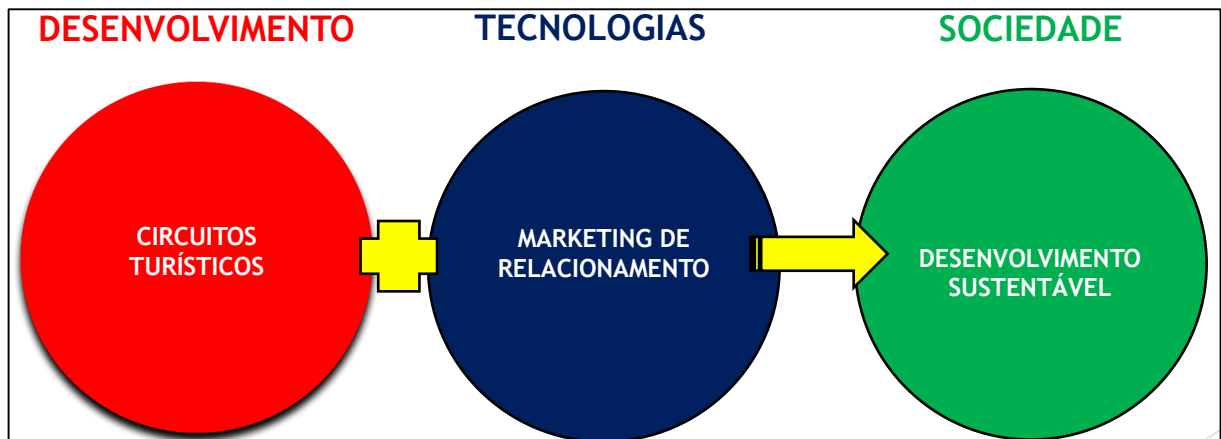 DESENVOLVIMENTO
TECNOLOGIAS
SOCIEDADE
CIRCUITOS
TURÍSTICOS
MARKETING DE
RELACIONAMENTO
DESENVOLVIMENTO
SUSTENTÁVEL